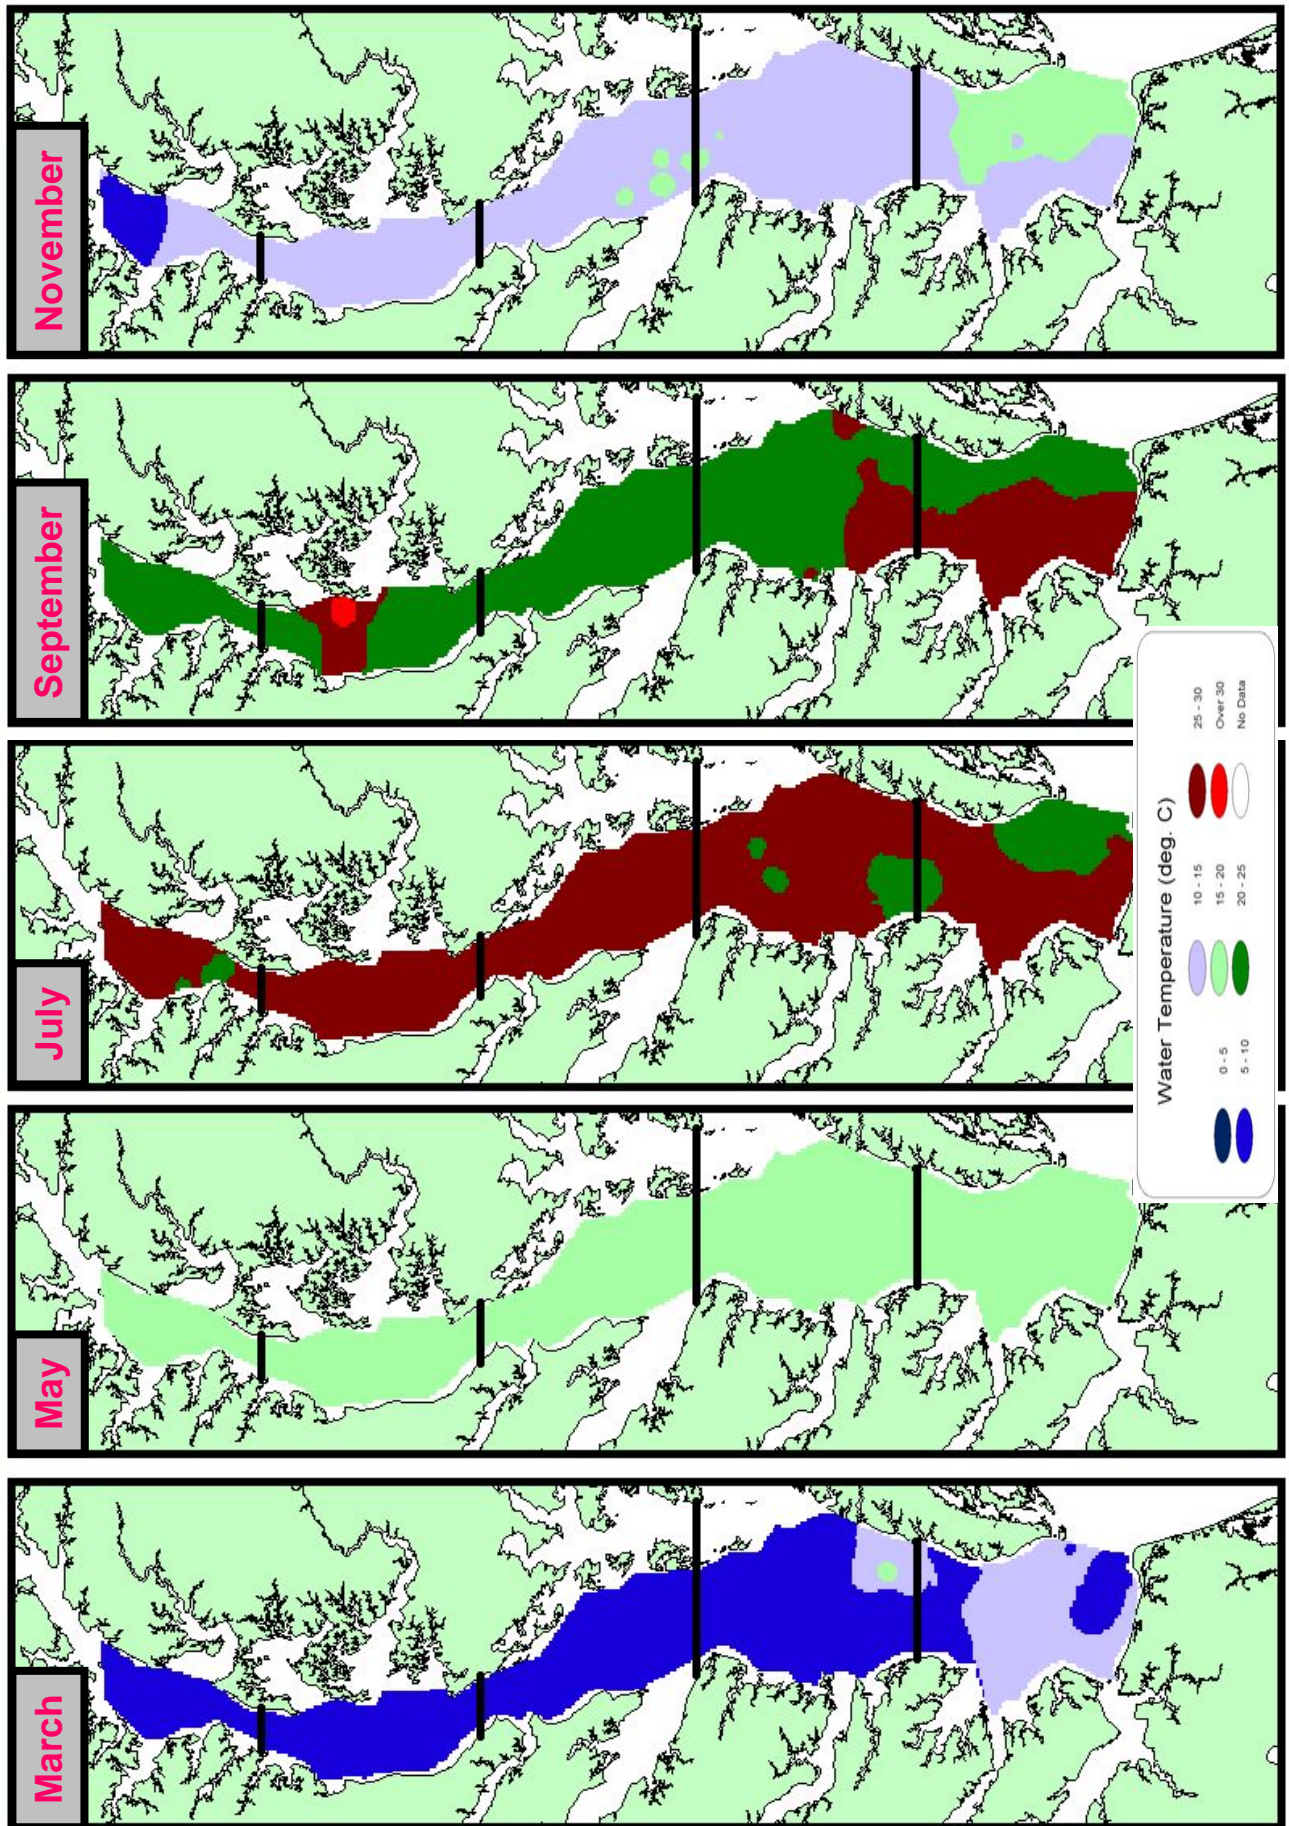 March
May
July
September
November
Water Temperature (deg. C)
0 - 5
5 - 10
10 - 15
15 - 20
20 - 25
25 - 30
Over 30
No Data